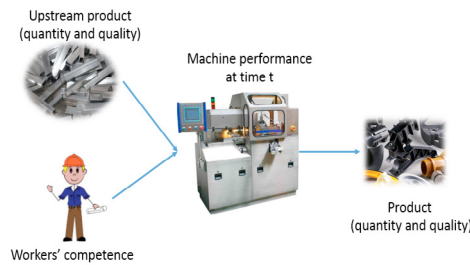 Upstream product
(quantity and quality)
Machine performance
at time t
Product
(quantity and quality)
Workers' competence